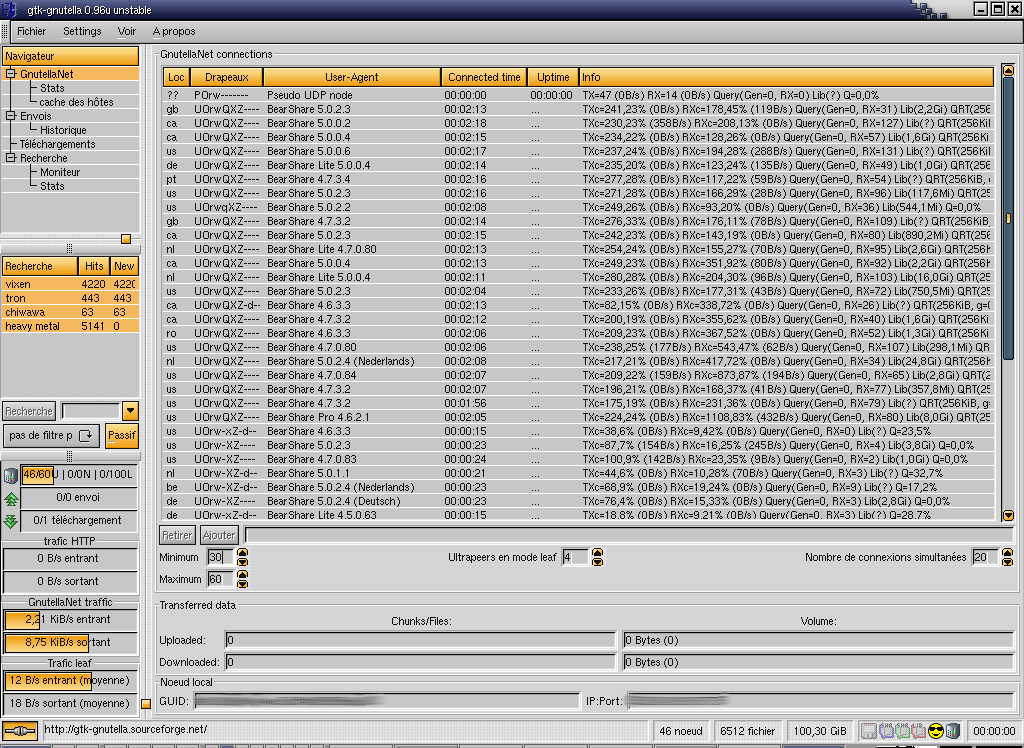 gtk-gnutella 0.96u unstable
Fichier Settings Voir A propos
Navigateur
GnutellaNet
Stats
cache des hôtes
Envois
Historique
Téléchargements
Recherche
Moniteur
Stats
Recherche Hits New
vixen 4220 422(
tron 443 443
chiwawa 63 63
heavy metal 5141 0
Recherche
pas de filtre p Passif
46/60U | 0/0N | 0/100L
0/0 envoi
0/1 téléchargement
trafic HTTP
0 B/s entrant
0 B/s sortant
GnutellaNet traffic
2,21 KiB/s entrant
8,75 KiB/s sortant
Trafic leaf
12 B/s entrant (moyenne)
18 B/s sortant (moyenne)
GnutellaNet connections
Loc Drapeaux User-Agent Connected time Uptime Info
?? POrw------- Pseudo UDP node 00:00:00 00:00:00 TX=47 (0B/s) RX=14 (0B/s) Query(Gen=0, RX=0) Lib(?) Q=0,0%
gb UOrwQXZ---- BearShare 5.0.2.3 00:02:13 ... TXc=241,23% (0B/s) RXc=178,45% (119B/s) Query(Gen=0, RX=31) Lib(2,2Gi) QRT(256
ca UOrwQXZ---- BearShare 5.0.0.2 00:02:18 ... TXc=230,23% (358B/s) RXc=208,13% (0B/s) Query(Gen=0, RX=127) Lib(?) QRT(256Ki
ca UOrwQXZ---- BearShare 5.0.0.4 00:02:15 ... TXc=234,22% (0B/s) RXc=128,26% (0B/s) Query(Gen=0, RX=57) Lib(1,6Gi) QRT(256Ki
us UOrwQXZ---- BearShare 5.0.0.6 00:02:17 ... TXc=237,24% (0B/s) RXc=194,28% (288B/s) Query(Gen=0, RX=131) Lib(?) QRT(256Ki
de UOrwQXZ---- BearShare Lite 5.0.0.4 00:02:14 ... TXc=235,20% (0B/s) RXc=123,24% (135B/s) Query(Gen=0, RX=49) Lib(1,0Gi) QRT(256
pt UOrwQXZ---- BearShare 4.7.3.4 00:02:16 ... TXc=277,28% (0B/s) RXc=117,22% (59B/s) Query(Gen=0, RX=54) Lib(?) QRT(256KiB,
us UOrwQXZ---- BearShare 5.0.2.3 00:02:16 ... TXc=271,28% (0B/s) RXc=166,29% (28B/s) Query(Gen=0, RX=96) Lib(117,6Mi) QRT(25
us UOrwqXZ---- BearShare 5.0.2.2 00:02:08 ... TXc=249,26% (0B/s) RXc=93,20% (0B/s) Query(Gen=0, RX=36) Lib(544,1Mi) Q=0,0%
gb UOrwQXZ---- BearShare 4.7.3.2 00:02:14 ... TXc=276,33% (0B/s) RXc=176,11% (78B/s) Query(Gen=0, RX=109) Lib(?) QRT(256KiB,
ca UOrwQXZ---- BearShare 5.0.2.3 00:02:15 ... TXc=242,23% (0B/s) RXc=143,19% (0B/s) Query(Gen=0, RX=80) Lib(890,2Mi) QRT(256
nl UOrwQXZ---- BearShare Lite 4.7.0.80 00:02:13 ... TXc=254,24% (0B/s) RXc=155,27% (70B/s) Query(Gen=0, RX=95) Lib(2,6Gi) QRT(256K
ca UOrwQXZ---- BearShare 5.0.0.4 00:02:13 ... TXc=249,23% (0B/s) RXc=351,92% (80B/s) Query(Gen=0, RX=92) Lib(2,2Gi) QRT(256K
nl UOrwQXZ---- BearShare Lite 5.0.0.4 00:02:11 ... TXc=280,28% (0B/s) RXc=204,30% (96B/s) Query(Gen=0, RX=103) Lib(16,0Gi) QRT(256
us UOrwQXZ---- BearShare 5.0.2.3 00:02:04 ... TXc=233,26% (0B/s) RXc=177,31% (43B/s) Query(Gen=0, RX=72) Lib(750,5Mi) QRT(25
ca UOrwQXZ-d-- BearShare 4.6.3.3 00:02:13 ... TXc=82,15% (0B/s) RXc=338,72% (0B/s) Query(Gen=0, RX=26) Lib(?) QRT(256KiB, g=(
ca UOrwQXZ---- BearShare 4.7.3.2 00:02:12 ... TXc=200,19% (0B/s) RXc=355,62% (0B/s) Query(Gen=0, RX=40) Lib(1,6Gi) QRT(256Ki
ro UOrwQXZ---- BearShare 4.6.3.3 00:02:06 ... TXc=209,23% (0B/s) RXc=367,52% (0B/s) Query(Gen=0, RX=52) Lib(1,3Gi) QRT(256Ki
us UOrwQXZ---- BearShare 4.7.0.80 00:02:06 ... TXc=238,25% (177B/s) RXc=543,47% (62B/s) Query(Gen=0, RX=107) Lib(298,1Mi) QRT
nl UOrwQXZ---- BearShare 5.0.2.4 (Nederlands) 00:02:08 ... TXc=217,21% (0B/s) RXc=417,72% (0B/s) Query(Gen=0, RX=34) Lib(24,8Gi) QRT(256K
us UOrwQXZ---- BearShare 4.7.0.84 00:02:07 ... TXc=209,22% (159B/s) RXc=873,87% (194B/s) Query(Gen=0, RX=65) Lib(2,8Gi) QRT(2
us UOrwQXZ---- BearShare 4.7.3.2 00:02:07 ... TXc=196,21% (0B/s) RXc=168,37% (41B/s) Query(Gen=0, RX=77) Lib(357,8Mi) QRT(25
us UOrwQXZ---- BearShare 4.7.3.2 00:01:56 ... TXc=175,19% (0B/s) RXc=231,36% (0B/s) Query(Gen=0, RX=79) Lib(?) QRT(256KiB, g
us UOrwQXZ---- BearShare Pro 4.6.2.1 00:02:05 ... TXc=224,24% (0B/s) RXc=1108,83% (432B/s) Query(Gen=0, RX=80) Lib(8,0Gi) QRT(25
us UOrw-XZ-d-- BearShare 4.6.3.3 00:00:15 ... TXc=38,6% (0B/s) RXc=9,42% (0B/s) Query(Gen=0, RX=0) Lib(?) Q=23,5%
us UOrw-XZ---- BearShare 5.0.2.3 00:00:23 ... TXc=87,7% (154B/s) RXc=16,25% (245B/s) Query(Gen=0, RX=4) Lib(3,8Gi) Q=0,0%
us UOrw-XZ---- BearShare 4.7.0.83 00:00:24 ... TXc=100,9% (142B/s) RXc=23,35% (9B/s) Query(Gen=0, RX=2) Lib(1,0Gi) Q=0,0%
nl UOrw-XZ-d-- BearShare 5.0.1.1 00:00:21 ... TXc=44,6% (0B/s) RXc=10,28% (70B/s) Query(Gen=0, RX=3) Lib(?) Q=32,7%
be UOrw-XZ-d-- BearShare 5.0.2.4 (Nederlands) 00:00:23 ... TXc=68,9% (0B/s) RXc=19,24% (0B/s) Query(Gen=0, RX=9) Lib(?) Q=17,2%
de UOrw-XZ---- BearShare 5.0.2.4 (Deutsch) 00:00:23 ... TXc=76,4% (0B/s) RXc=15,33% (0B/s) Query(Gen=0, RX=3) Lib(2,8Gi) Q=0,0%
de UOrw-xZ-d-- BearShare Lite 4.5.0.63 00:00:15 ... TXc=18,8% (0B/s) RXc=9,21% (0B/s) Query(Gen=0, RX=3) Lib(?) Q=28,7%
Retirer Ajouter
Minimum 30 Ultrapeers en mode leaf 4 Nombre de connexions simultanées 20
Maximum 60
Transferred data
Chunks/Files: Volume:
Uploaded: 0 0 Bytes (0)
Downloaded: 0 0 Bytes (0)
Noeud local
GUID: IP:Port:
http://gtk-gnutella.sourceforge.net/ 46 noeud 6512 fichier 100,30 GiB 00:00:00